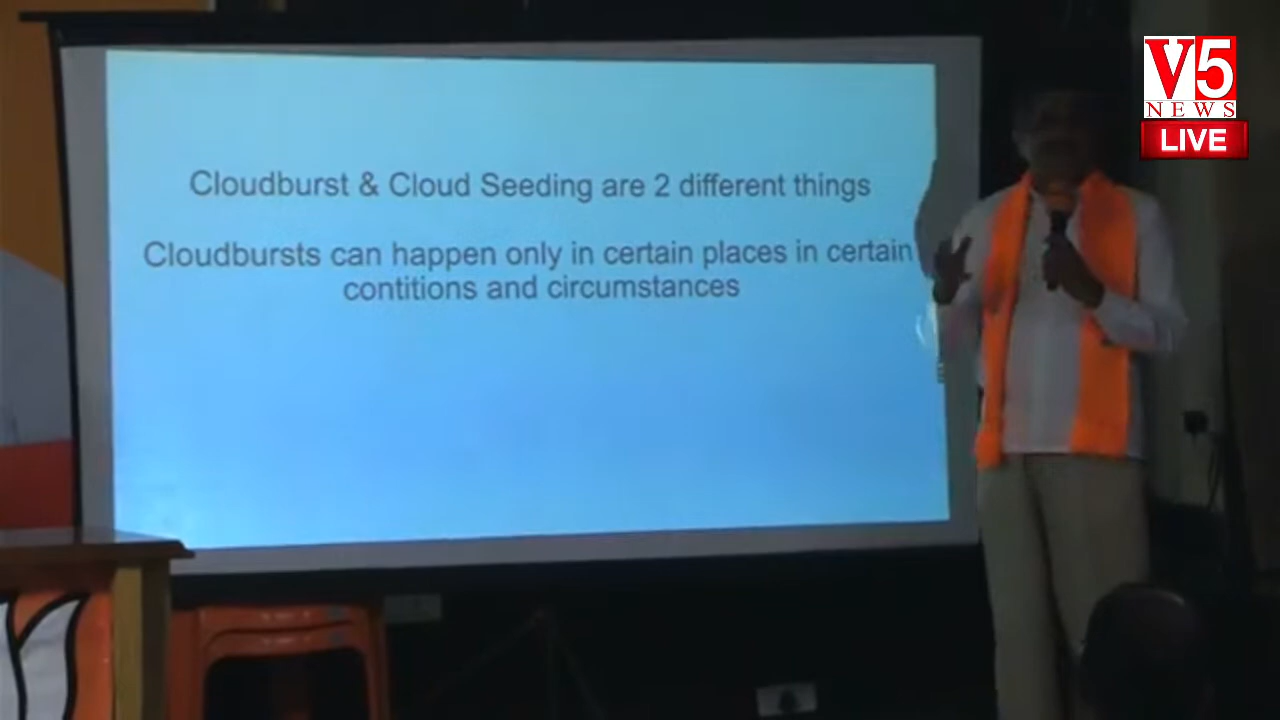 V5
NEWS
LIVE
Cloudburst & Cloud Seeding are 2 different things
Cloudbursts can happen only in certain places in certain
contitions and circumstances